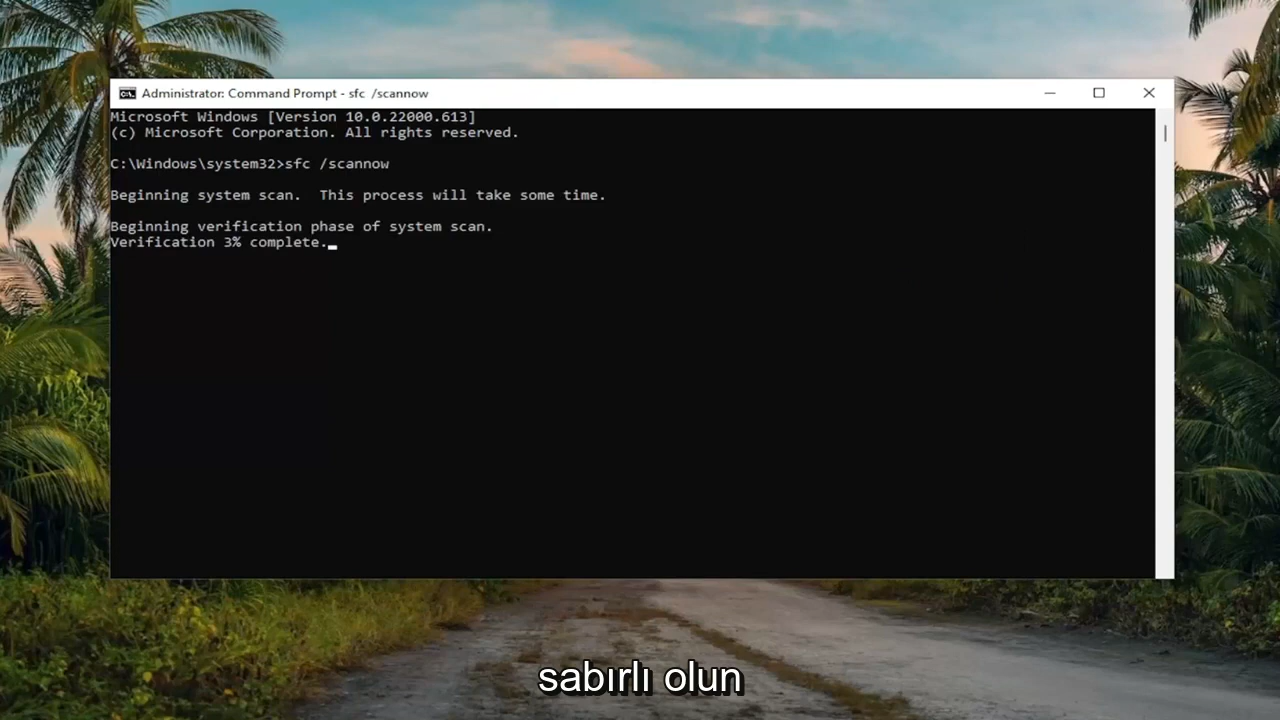 Administrator: Command Prompt - sfc  /scannow
Microsoft Windows [Version 10.0.22000.613]
(c) Microsoft Corporation. All rights reserved.
C:\Windows\system32>sfc /scannow
Beginning system scan.  This process will take some time.
Beginning verification phase of system scan.
Verification 3% complete.
sabırlı olun